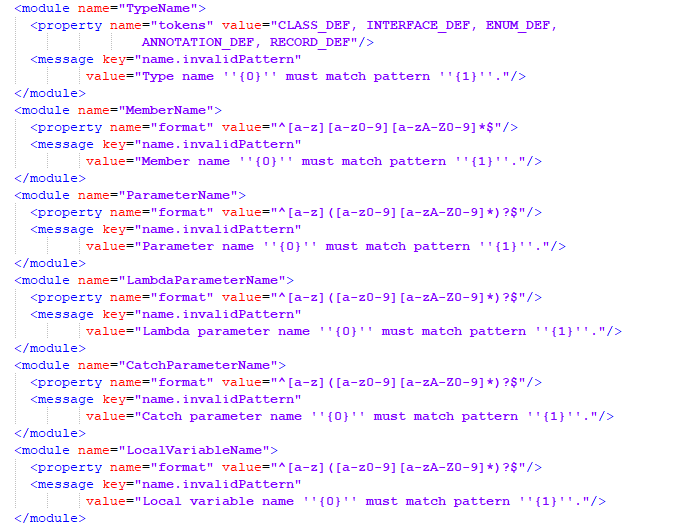 <module name="TypeName">
<property name="tokens" value="CLASS_DEF, INTERFACE_DEF, ENUM_DEF,
ANNOTATION_DEF, RECORD_DEF"/>
<message key="name.invalidPattern"
value="Type name ''{0}'' must match pattern ''{1}''."/>
</module>
<module name="MemberName">
<property name="format" value="^[a-z][a-z0-9][a-zA-Z0-9]*$"/>
<message key="name.invalidPattern"
value="Member name ''{0}'' must match pattern ''{1}''."/>
</module>
<module name="ParameterName">
<property name="format" value="^[a-z]([a-z0-9][a-zA-Z0-9]*)?$"/>
<message key="name.invalidPattern"
value="Parameter name ''{0}'' must match pattern ''{1}''."/>
</module>
<module name="LambdaParameterName">
<property name="format" value="^[a-z]([a-z0-9][a-zA-Z0-9]*)?$"/>
<message key="name.invalidPattern"
value="Lambda parameter name ''{0}'' must match pattern ''{1}''."/>
</module>
<module name="CatchParameterName">
<property name="format" value="^[a-z]([a-z0-9][a-zA-Z0-9]*)?$"/>
<message key="name.invalidPattern"
value="Catch parameter name ''{0}'' must match pattern ''{1}''."/>
</module>
<module name="LocalVariableName">
<property name="format" value="^[a-z]([a-z0-9][a-zA-Z0-9]*)?$"/>
<message key="name.invalidPattern"
value="Local variable name ''{0}'' must match pattern ''{1}''."/>
</module>